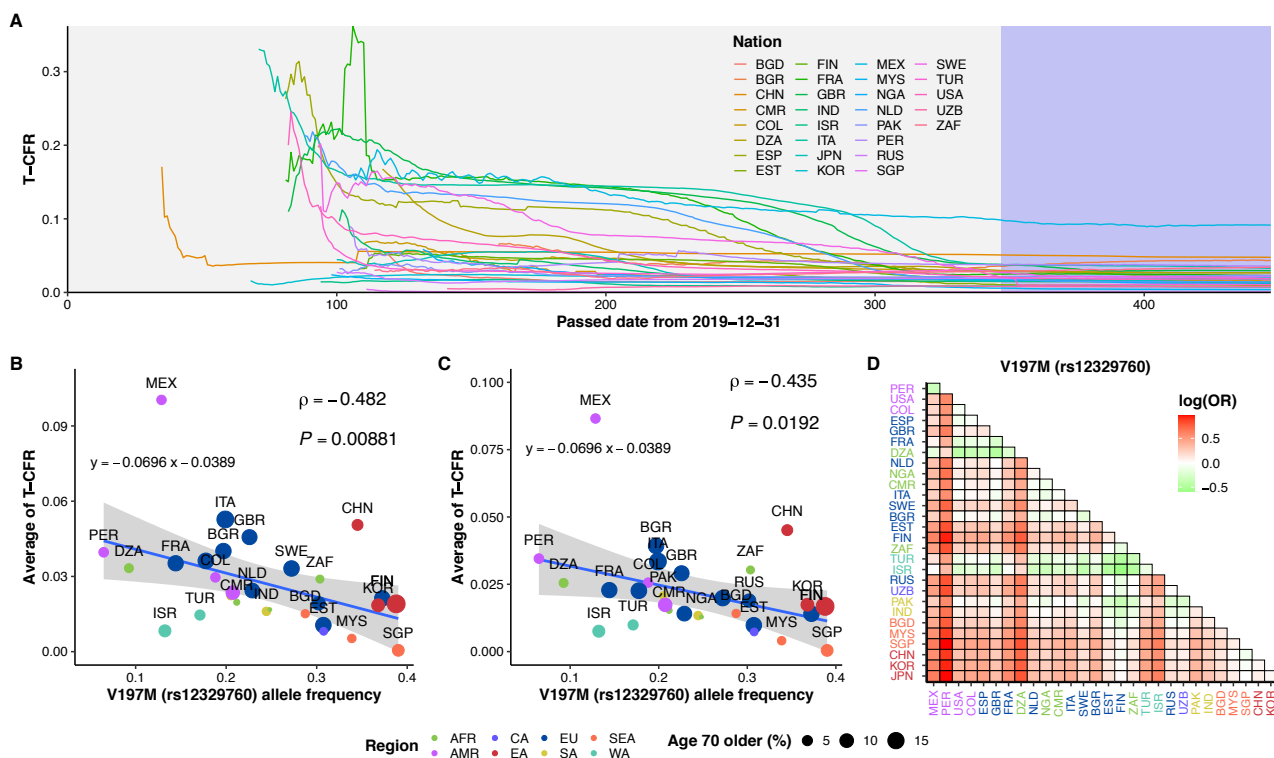 A
T−CFR
0.3
0.2
0.1
0.0
0 100 200 300 400
Passed date from 2019−12−31
Nation
BGD FIN MEX SWE
BGR FRA MYS TUR
CHN GBR NGA USA
CMR IND NLD UZB
COL ISR PAK ZAF
DZA ITA PER
ESP JPN RUS
EST KOR SGP
B
Average of T−CFR
0.09
0.06
0.03
0.00
0.1 0.2 0.3 0.4
V197M (rs12329760) allele frequency
ρ = −0.482
P = 0.00881
y = −0.0696 x −0.0389
MEX
CHN
ITA
GBR
BGR
PER
DZA
FRA
COL
SWE
ZAF
NLD
CMR
IND
BGD
EST
FIN
KOR
MYS
TUR
ISR
SGP
C
Average of T−CFR
0.100
0.075
0.050
0.025
0.000
0.1 0.2 0.3 0.4
V197M (rs12329760) allele frequency
ρ = −0.435
P = 0.0192
y = −0.0696 x −0.0389
MEX
CHN
BGR
ITA
GBR
PER
DZA
FRA
COL
PAK
CMR
NGA
ZAF
RUS
BGD
EST
KOR
FIN
MYS
TUR
ISR
SGP
D
V197M (rs12329760)
log(OR)
0.5
0.0
−0.5
PER
USA
COL
ESP
GBR
FRA
DZA
NLD
NGA
CMR
ITA
SWE
BGR
EST
FIN
ZAF
TUR
ISR
RUS
UZB
PAK
IND
BGD
MYS
SGP
CHN
KOR
JPN
MEX PER USA COL ESP GBR FRA DZA NLD NGA CMR ITA SWE BGR EST FIN ZAF TUR ISR RUS UZB PAK IND BGD MYS SGP CHN KOR
Region
AFR CA EU SEA
AMR EA SA WA
Age 70 older (%) 5 10 15